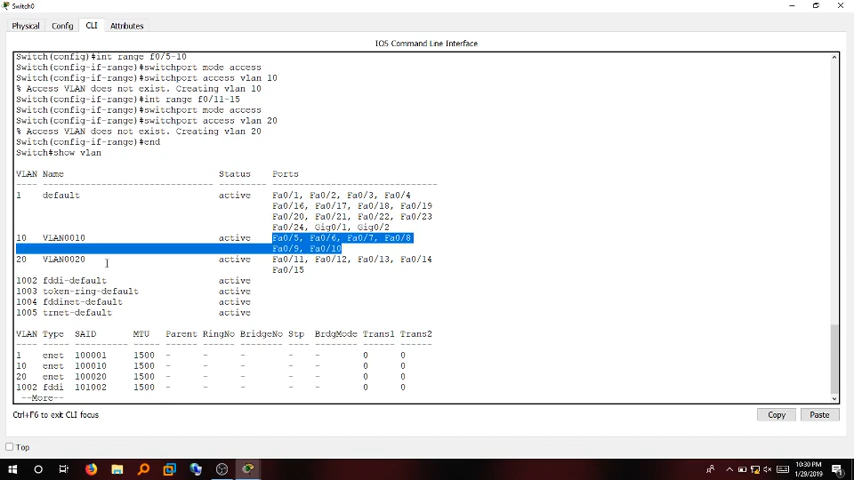 Switch0
Physical Config CLI Attributes
IOS Command Line Interface
Switch(config)#int range f0/5-10
Switch(config-if-range)#switchport mode access
Switch(config-if-range)#switchport access vlan 10
% Access VLAN does not exist. Creating vlan 10
Switch(config-if-range)#int range f0/11-15
Switch(config-if-range)#switchport mode access
Switch(config-if-range)#switchport access vlan 20
% Access VLAN does not exist. Creating vlan 20
Switch(config-if-range)#end
Switch#show vlan
VLAN Name Status Ports
---- -------------------------------- --------- -------------------------------
1 default active Fa0/1, Fa0/2, Fa0/3, Fa0/4
Fa0/16, Fa0/17, Fa0/18, Fa0/19
Fa0/20, Fa0/21, Fa0/22, Fa0/23
Fa0/24, Gig0/1, Gig0/2
10 VLAN0010 active Fa0/5, Fa0/6, Fa0/7, Fa0/8
Fa0/9, Fa0/10
20 VLAN0020 active Fa0/11, Fa0/12, Fa0/13, Fa0/14
Fa0/15
1002 fddi-default active
1003 token-ring-default active
1004 fddinet-default active
1005 trnet-default active
VLAN Type SAID MTU Parent RingNo BridgeNo Stp BrdgMode Trans1 Trans2
---- ----- ---------- ----- ------ ------ -------- ---- -------- ------ ------
1 enet 100001 1500 - - - - - 0 0
10 enet 100010 1500 - - - - - 0 0
20 enet 100020 1500 - - - - - 0 0
1002 fddi 101002 1500 - - - - - 0 0
--More--
Ctrl+F6 to exit CLI focus
Copy Paste
Top
10:30 PM
1/29/2019